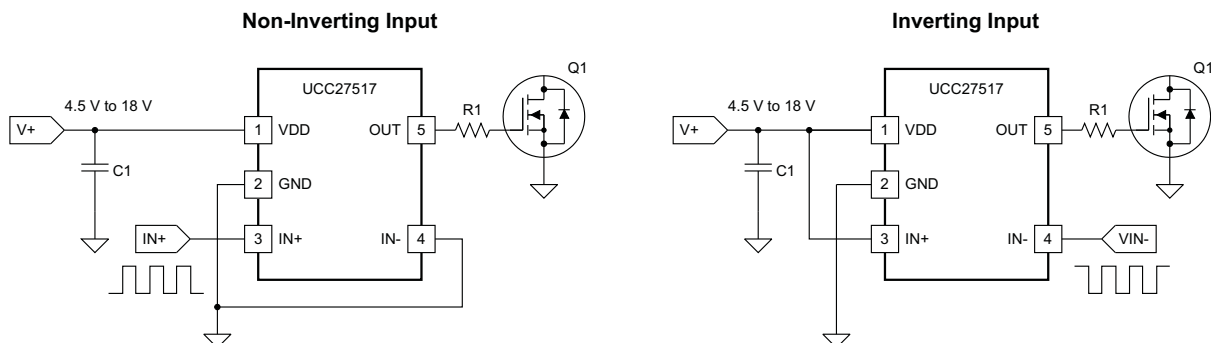 Non-Inverting Input
Q1
UCC27517
4.5 V to 18 V
R1
V+
1
VDD
OUT
5
C1
2
GND
IN+
3
IN+
IN-
4
Inverting Input
Q1
UCC27517
4.5 V to 18 V
R1
V+
1
VDD
OUT
5
C1
2
GND
3
IN+
IN-
4
VIN-